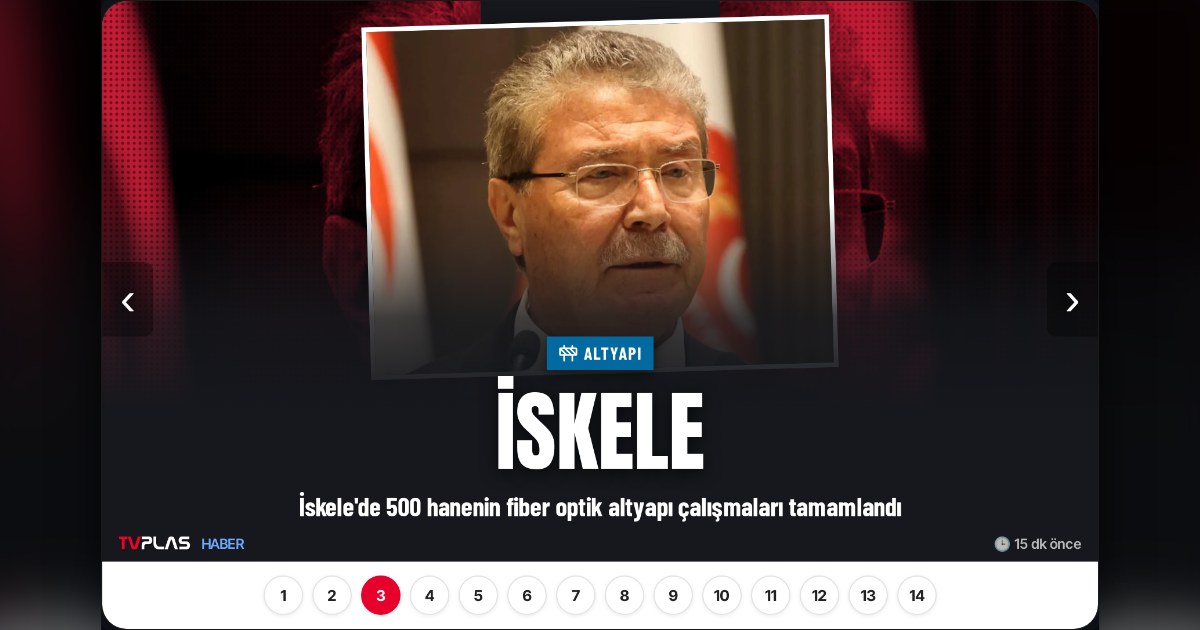 ALTYAPI
İSKELE
İskele'de 500 hanenin fiber optik altyapı çalışmaları tamamlandı
TVPLAS HABER
15 dk önce
1 2 3 4 5 6 7 8 9 10 11 12 13 14